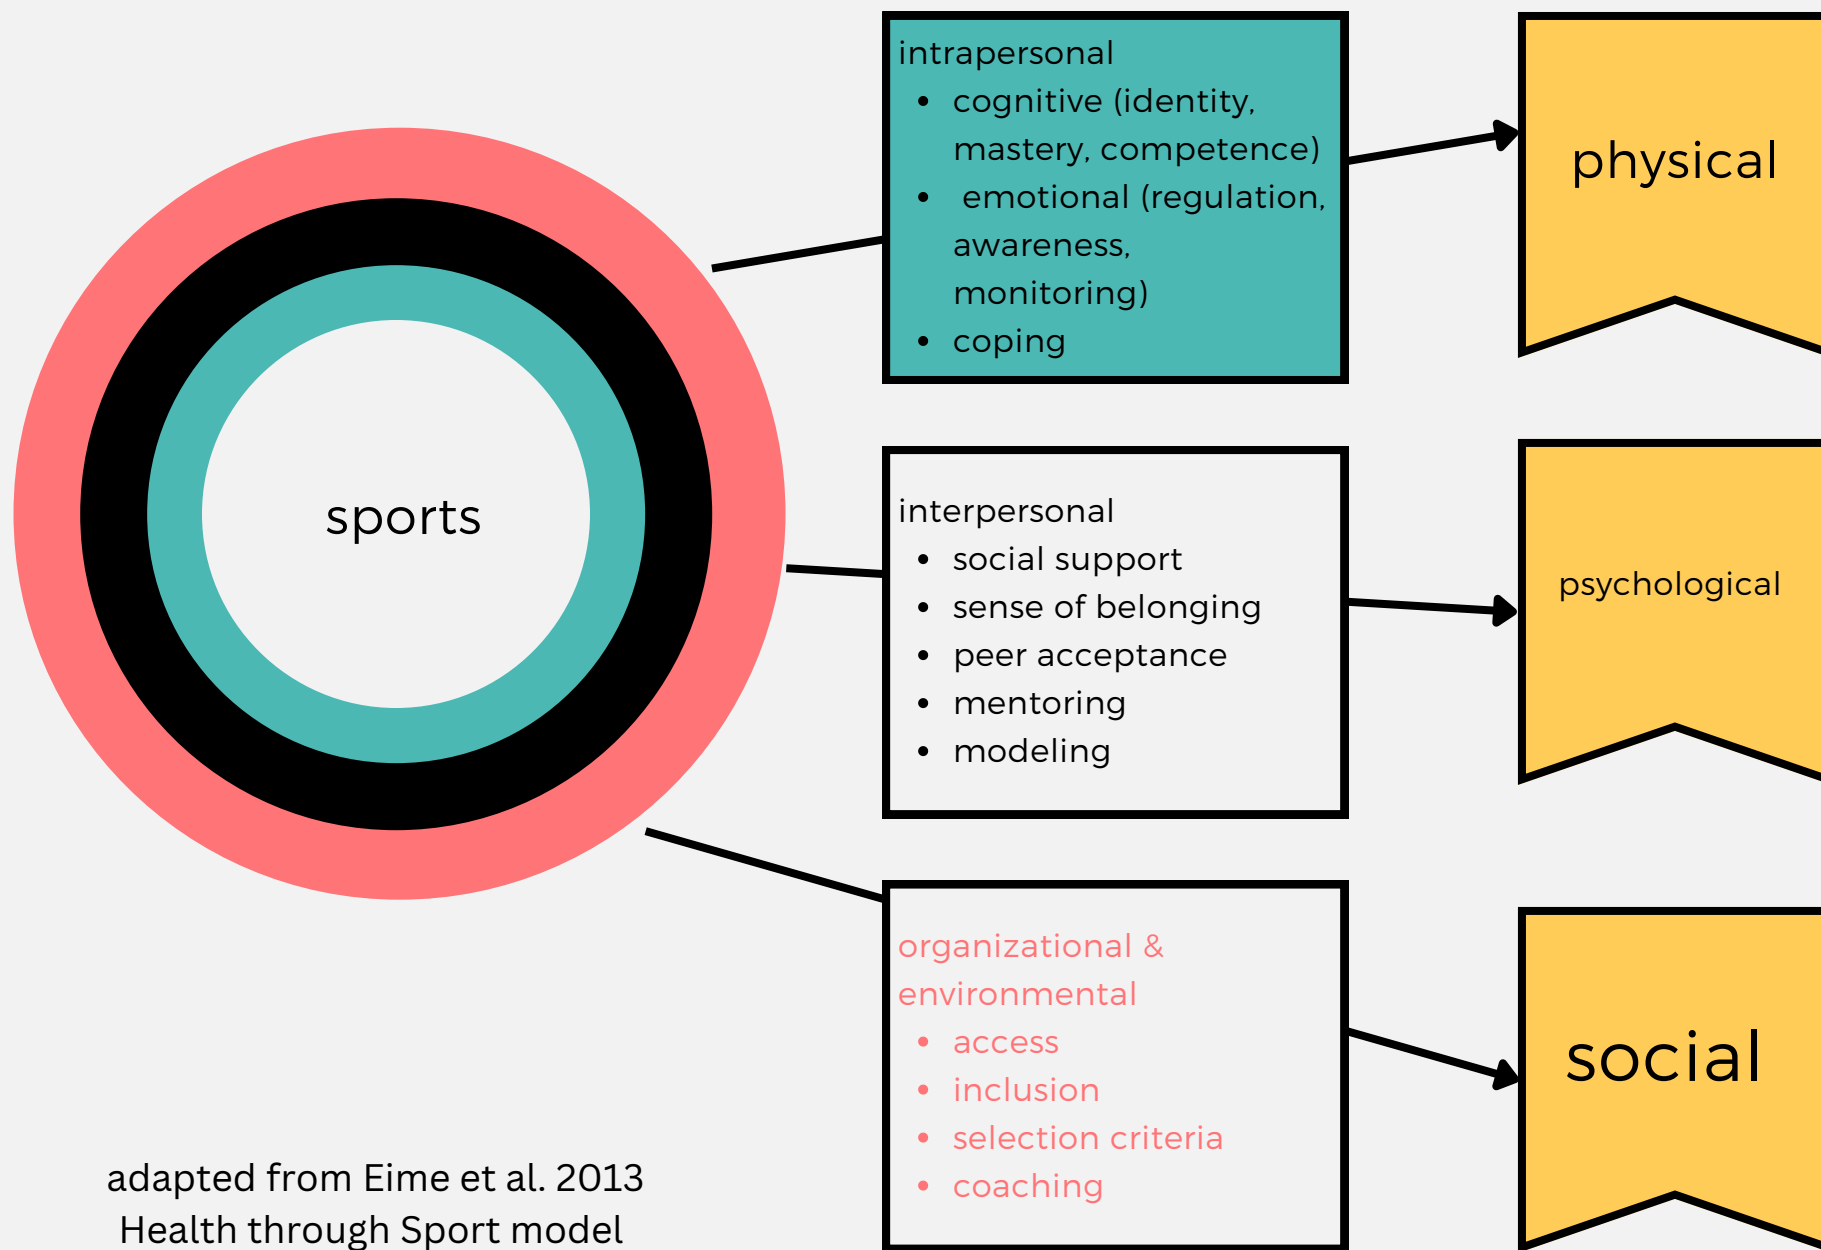 sports
intrapersonal
• cognitive (identity,
mastery, competence)
• emotional (regulation,
awareness,
monitoring)
• coping
physical
interpersonal
• social support
• sense of belonging
• peer acceptance
• mentoring
• modeling
psychological
organizational &
environmental
• access
• inclusion
• selection criteria
• coaching
social
adapted from Eime et al. 2013
Health through Sport model